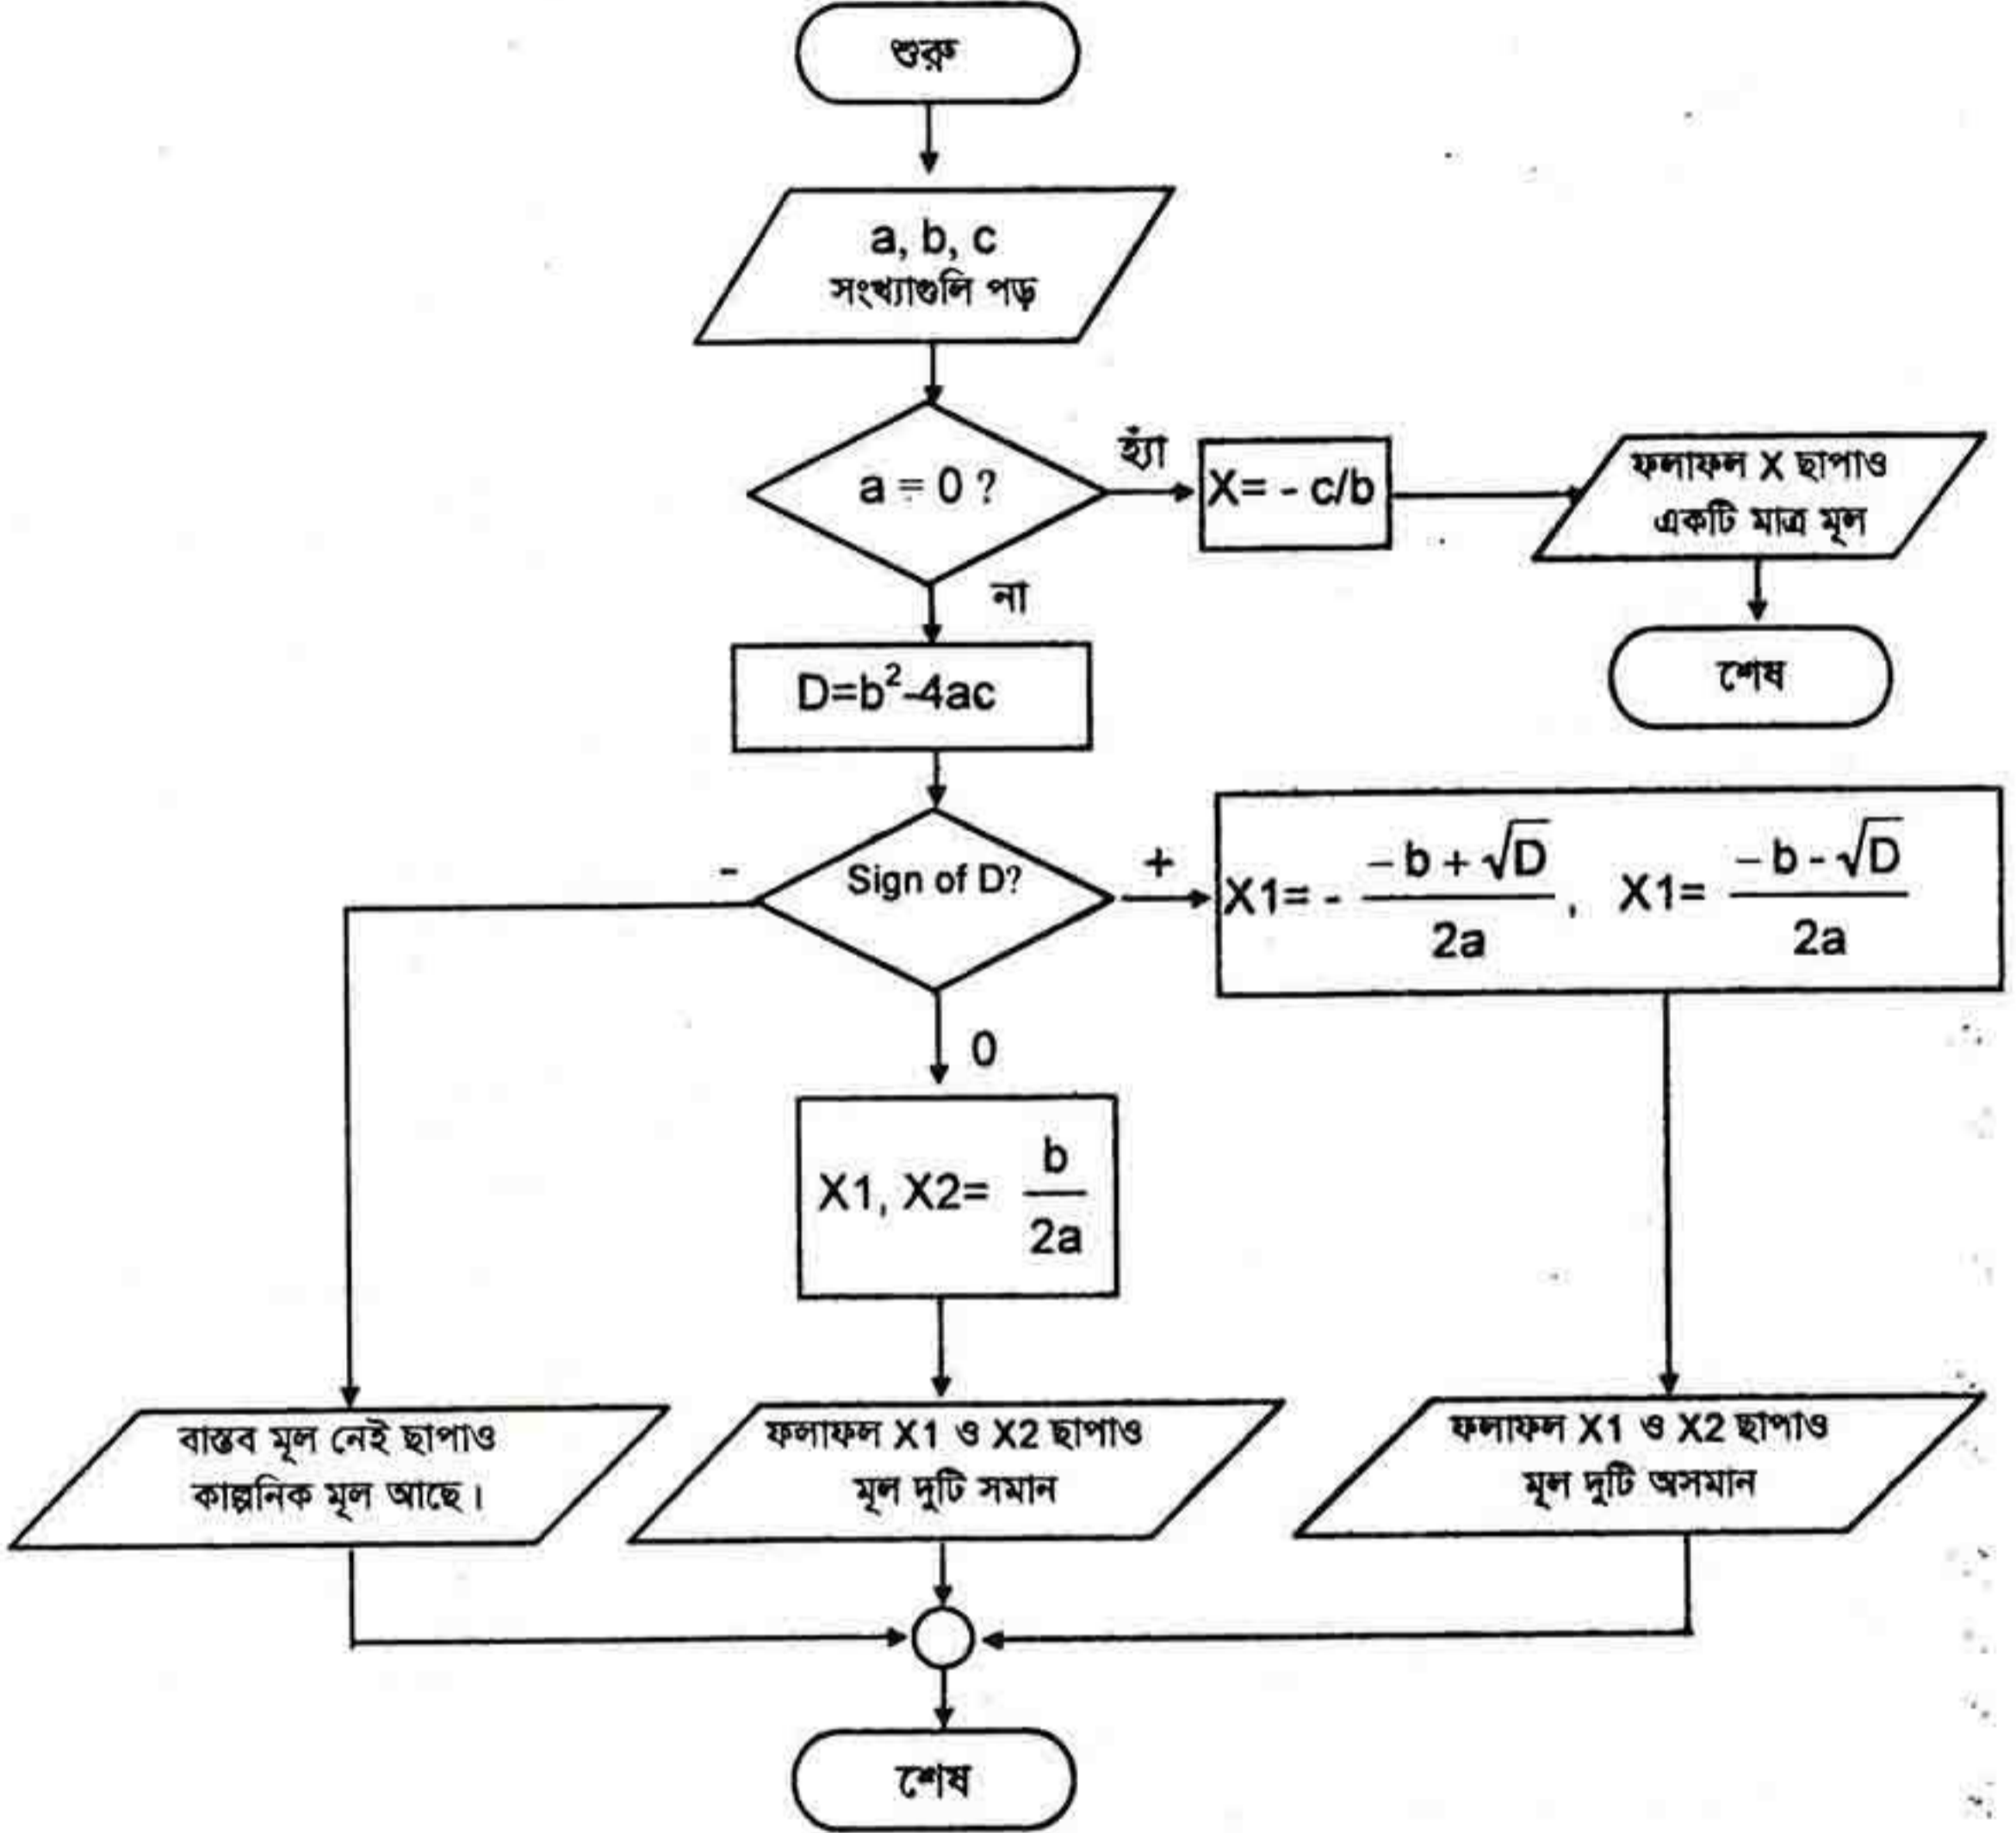 শুরু
a, b, c
সংখ্যাগুলি পড়
a = 0 ?
হ্যাঁ
X= - c/b
ফলাফল X ছাপাও
একটি মাত্র মূল
শেষ
না
D=b²-4ac
Sign of D?
-
+
X1= - (– b + √D)/2a , X1= (– b - √D)/2a
0
X1, X2= b/2a
বাস্তব মূল নেই ছাপাও
কাল্পনিক মূল আছে।
ফলাফল X1 ও X2 ছাপাও
মূল দুটি সমান
ফলাফল X1 ও X2 ছাপাও
মূল দুটি অসমান
শেষ